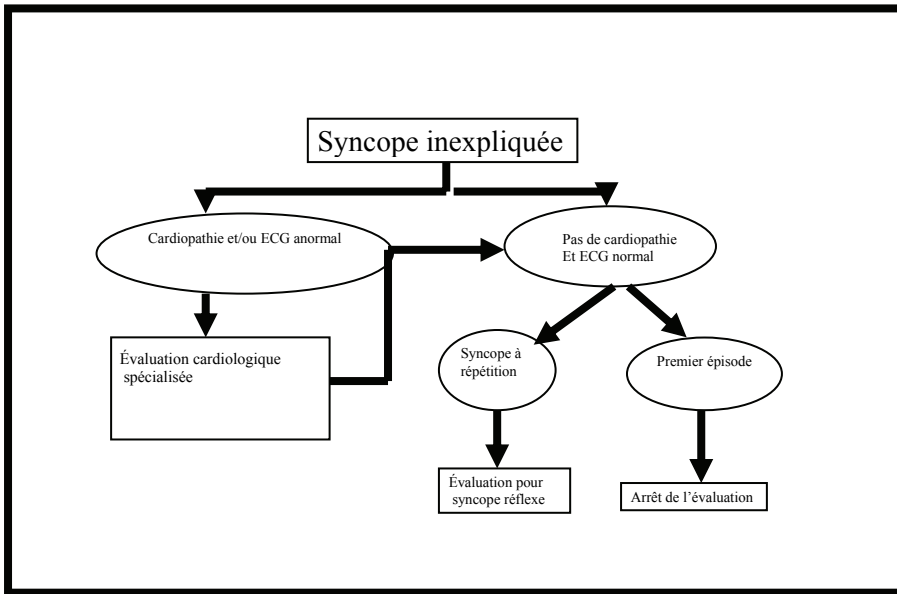 Syncope inexpliquée
Cardiopathie et/ou ECG anormal
Pas de cardiopathie
Et ECG normal
Évaluation cardiologique
spécialisée
Syncope à
répétition
Premier épisode
Évaluation pour
syncope réflexe
Arrêt de l’évaluation